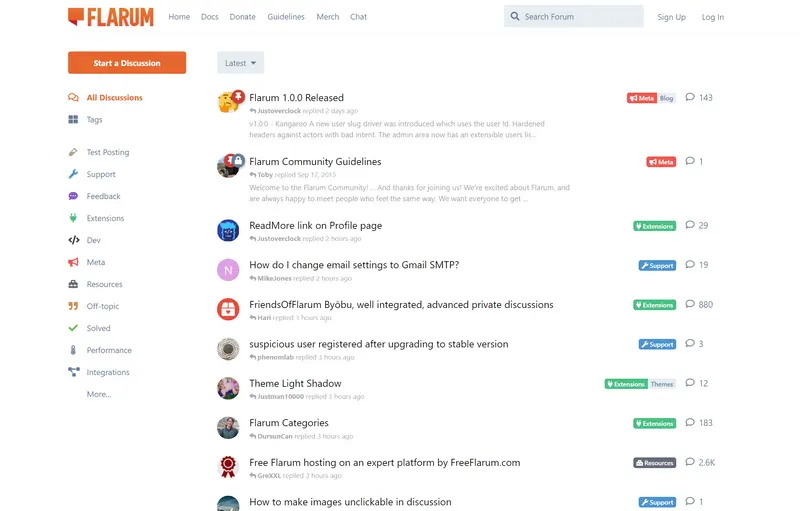 FLARUM
Home Docs Donate Guidelines Merch Chat
Search Forum
Sign Up Log In
Start a Discussion
All Discussions
Tags
Test Posting
Support
Feedback
Extensions
Dev
Meta
Resources
Off-topic
Solved
Performance
Integrations
More...
Latest
Flarum 1.0.0 Released
Meta Blog 143
Justoverclock replied 2 days ago
v1.0.0 - Kangaroo A new user slug driver was introduced which uses the user Id. Hardened
headers against actors with bad intent. The admin area now has an extensible users lis...
Flarum Community Guidelines
Meta 1
Toby replied Sep 17, 2015
Welcome to the Flarum Community! ... And thanks for joining us! We're excited about Flarum, and
are always happy to meet people who feel the same way. We want everyone to get ...
ReadMore link on Profile page
Extensions 29
Justoverclock replied 2 hours ago
N
How do I change email settings to Gmail SMTP?
Support 19
MikeJones replied 2 hours ago
FriendsOfFlarum Byōbu, well integrated, advanced private discussions
Extensions 880
Hari replied 3 hours ago
suspicious user registered after upgrading to stable version
Support 3
phenomlab replied 3 hours ago
Theme Light Shadow
Extensions Themes 12
Justman10000 replied 3 hours ago
Flarum Categories
Extensions 183
DursunCan replied 3 hours ago
Free Flarum hosting on an expert platform by FreeFlarum.com
Resources 2.6K
GreXXL replied 3 hours ago
How to make images unclickable in discussion
Support 1